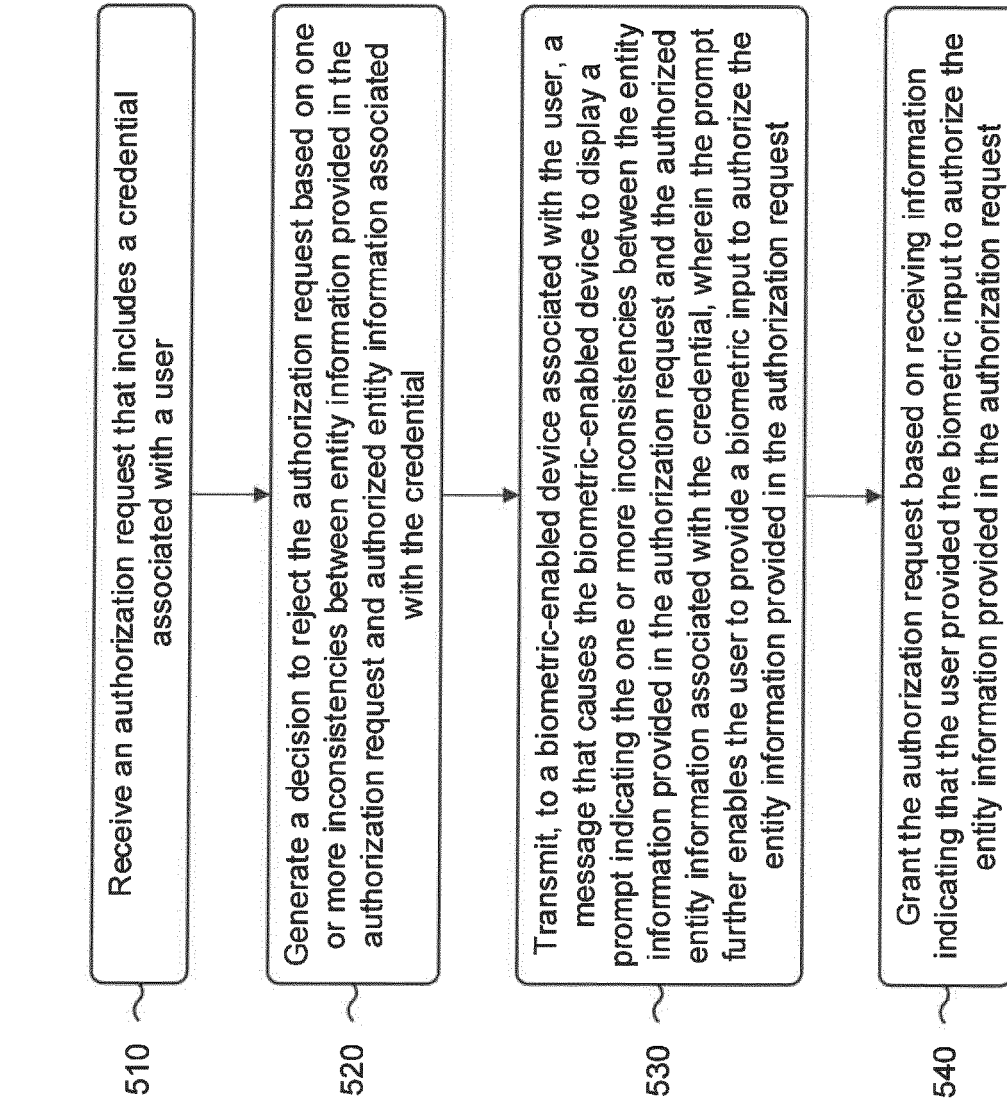 510
Receive an authorization request that includes a credential
associated with a user
520
Generate a decision to reject the authorization request based on one
or more inconsistencies between entity information provided in the
authorization request and authorized entity information associated
with the credential
530
Transmit, to a biometric-enabled device associated with the user, a
message that causes the biometric-enabled device to display a
prompt indicating the one or more inconsistencies between the entity
information provided in the authorization request and the authorized
entity information associated with the credential, wherein the prompt
further enables the user to provide a biometric input to authorize the
entity information provided in the authorization request
540
Grant the authorization request based on receiving information
indicating that the user provided the biometric input to authorize the
entity information provided in the authorization request